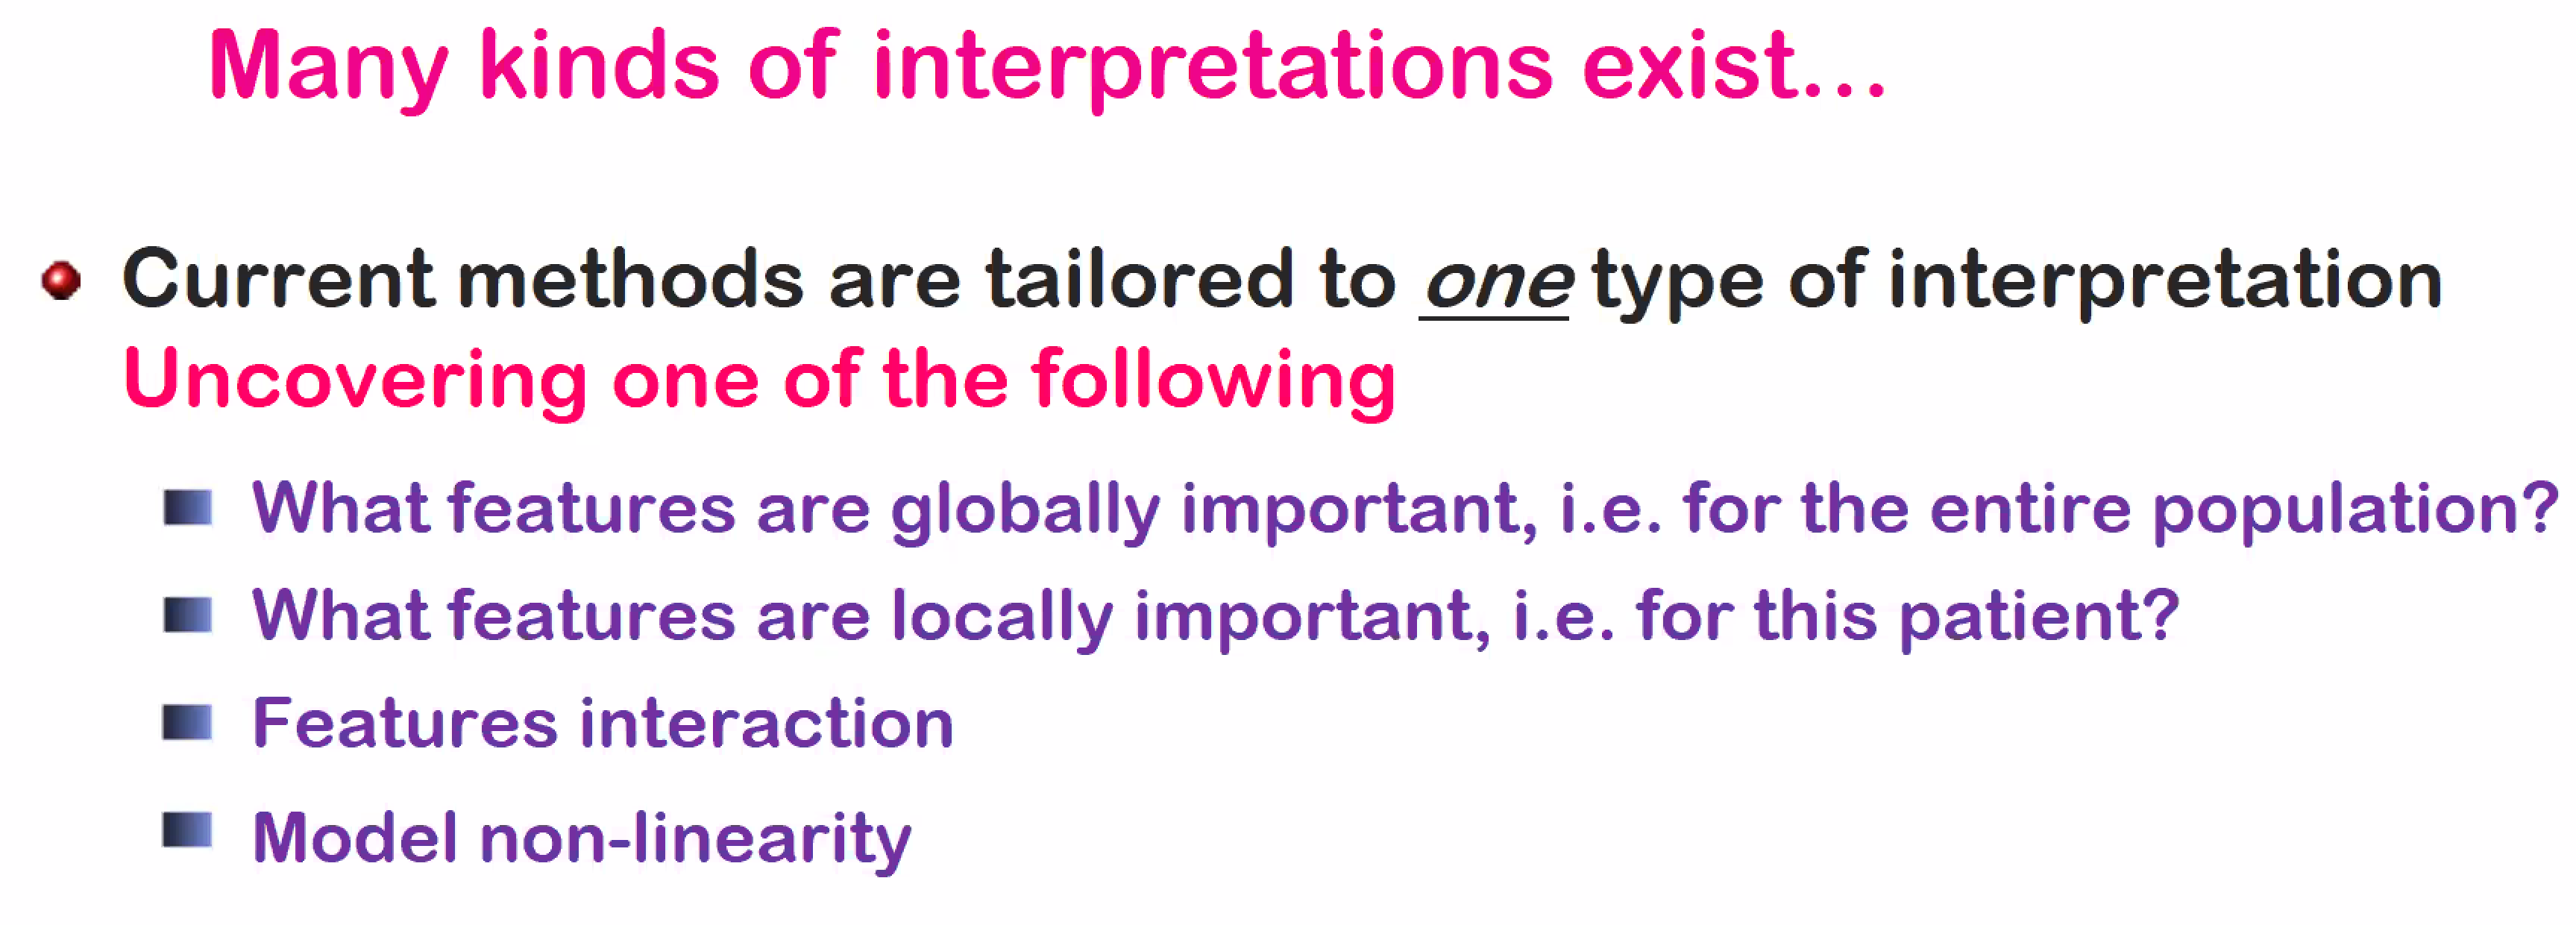 Many kinds of interpretations exist...
Current methods are tailored to one type of interpretation
Uncovering one of the following
What features are globally important, i.e. for the entire population?
What features are locally important, i.e. for this patient?
Features interaction
Model non-linearity